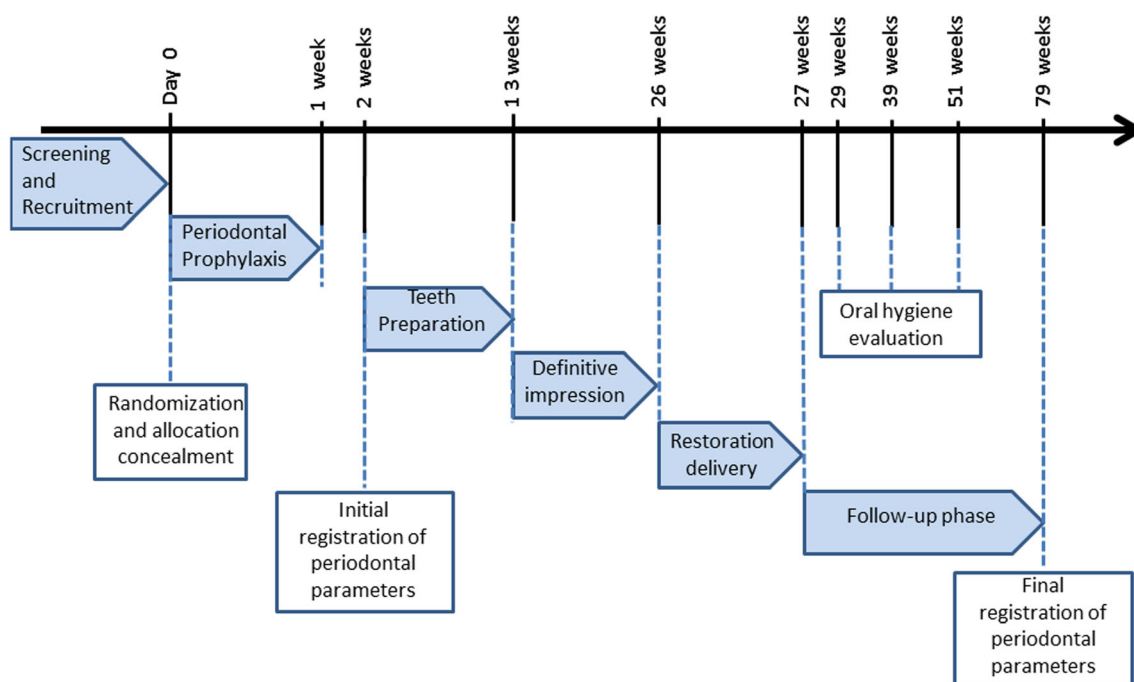 Day 0
1 week
2 weeks
1 3 weeks
26 weeks
27 weeks
29 weeks
39 weeks
51 weeks
79 weeks
Screening
and
Recruitment
Periodontal
Prophylaxis
Teeth
Preparation
Definitive
impression
Restoration
delivery
Follow-up phase
Oral hygiene
evaluation
Randomization
and allocation
concealment
Initial
registration of
periodontal
parameters
Final
registration of
periodontal
parameters